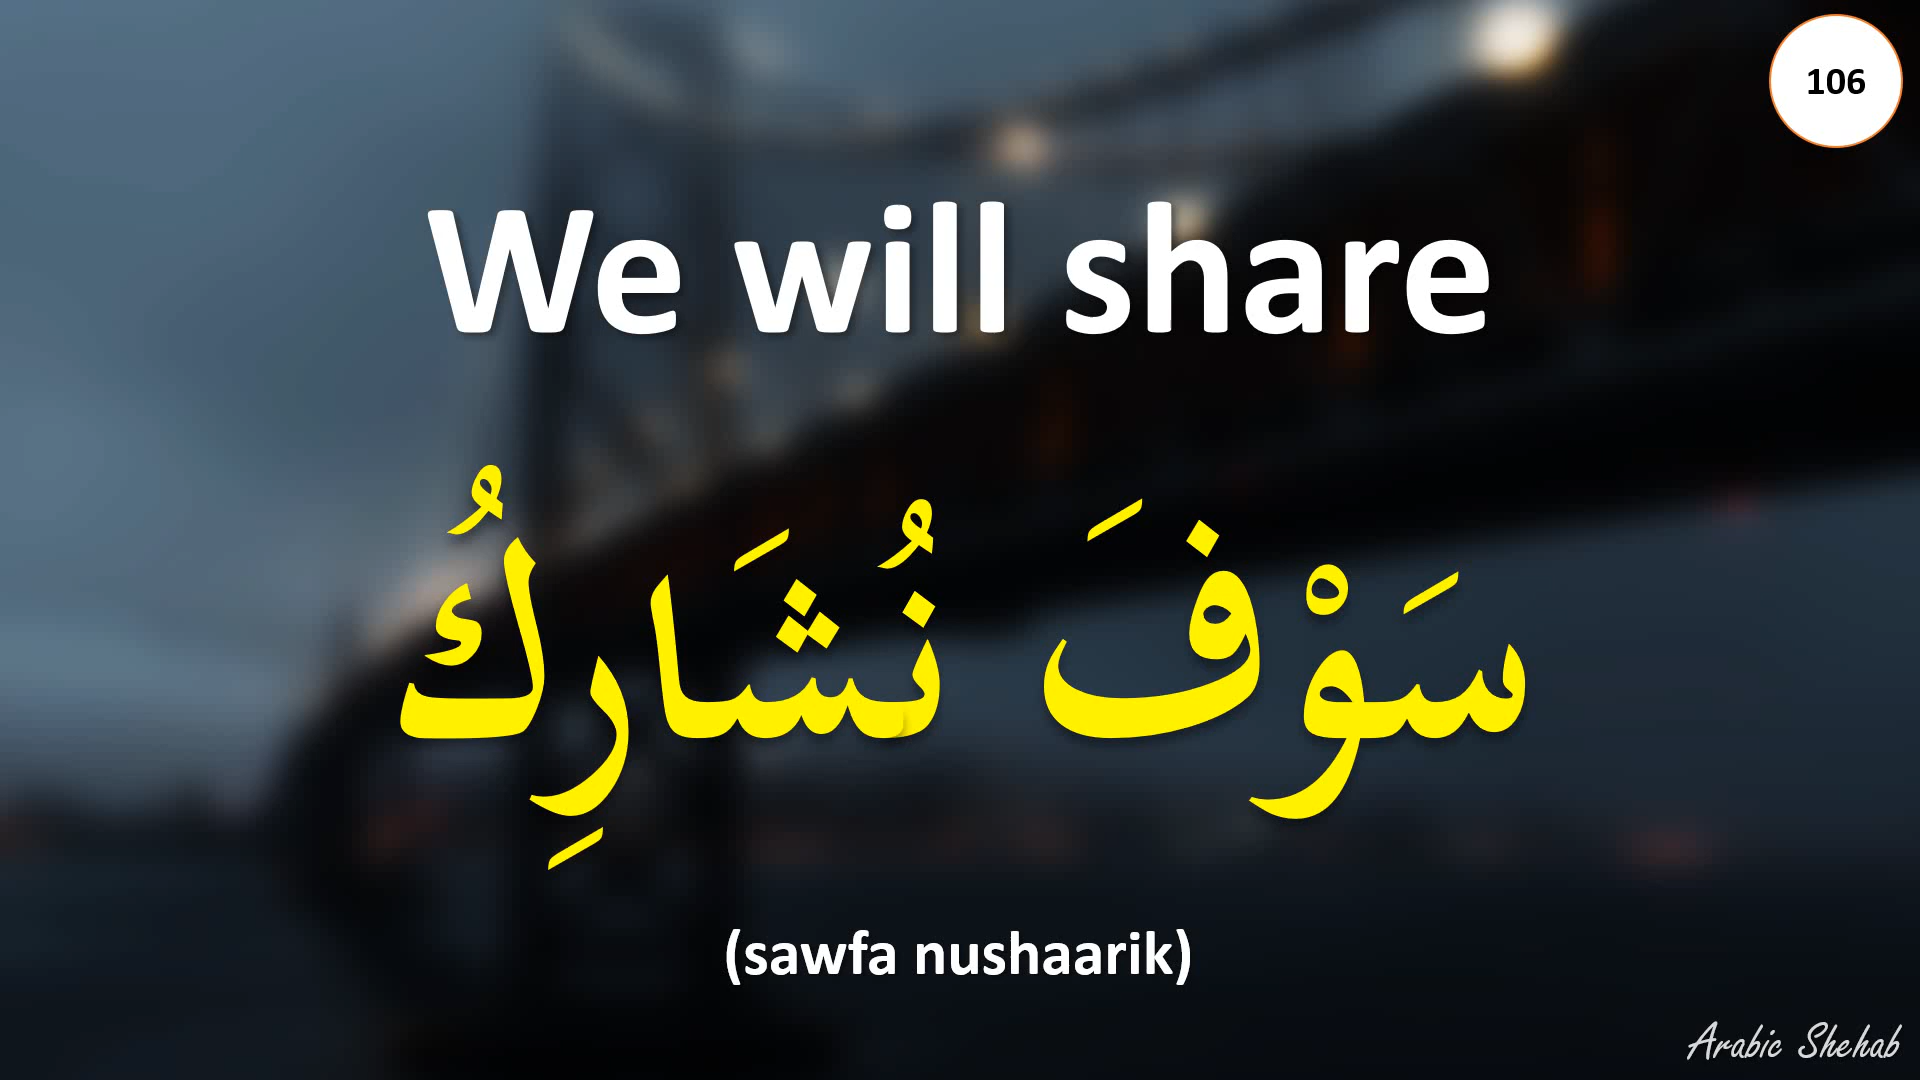 106
We will share
سَوْفَ نُشَارِكُ
(sawfa nushaarik)
Arabic Shehab